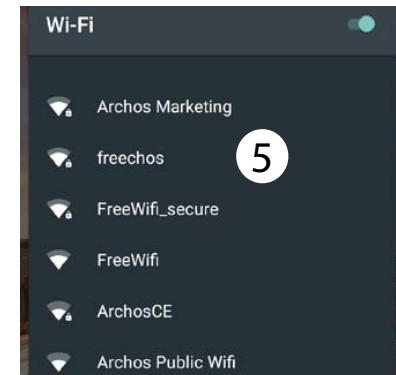 Wi-Fi
Archos Marketing
freechos
5
FreeWifi_secure
FreeWifi
ArchosCE
Archos Public Wifi